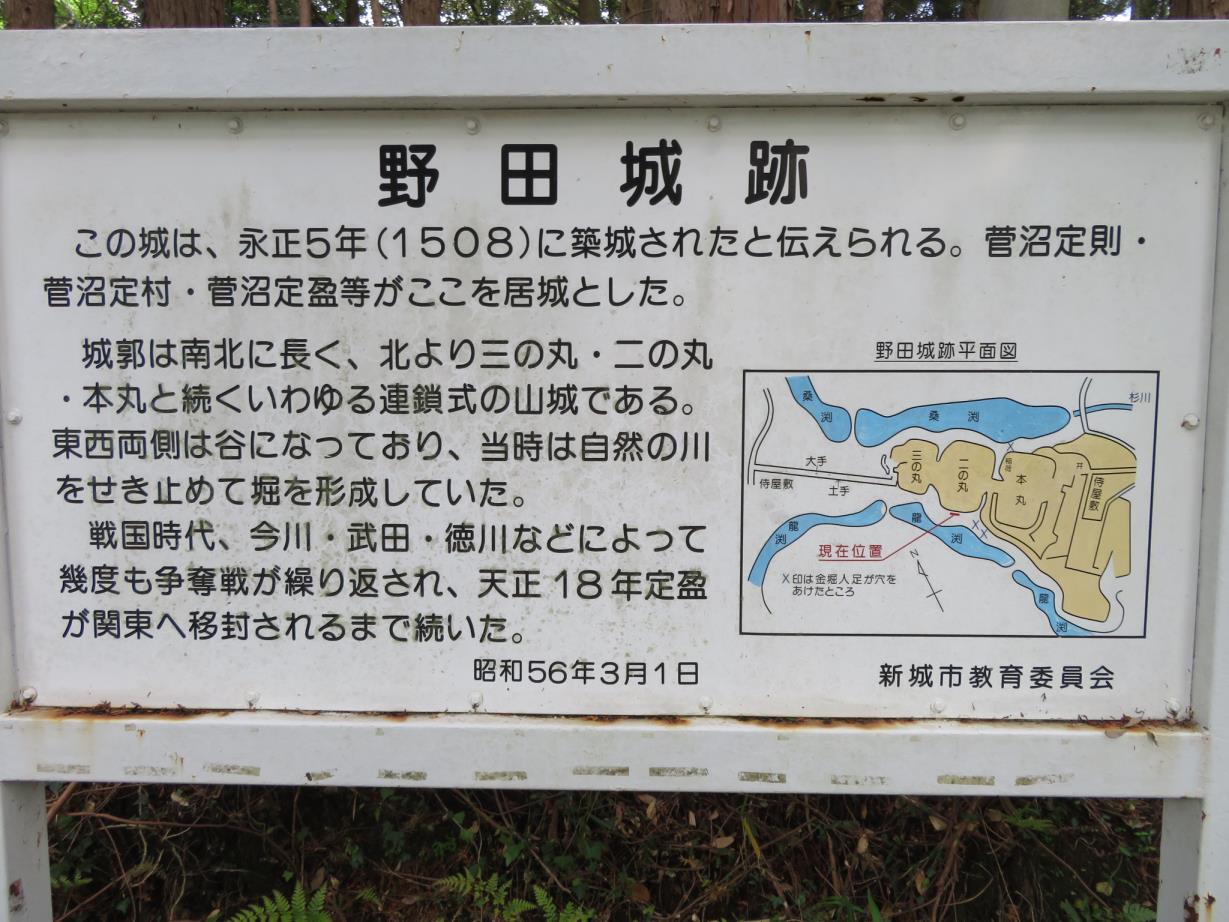 野田城跡
この城は、永正5年(1508)に築城されたと伝えられる。菅沼定則・
菅沼定村・菅沼定盈等がここを居城とした。
城郭は南北に長く、北より三の丸・二の丸
・本丸と続くいわゆる連鎖式の山城である。
東西両側は谷になっており、当時は自然の川
をせき止めて堀を形成していた。
戦国時代、今川・武田・徳川などによって
幾度も争奪戦が繰り返され、天正18年定盈
が関東へ移封されるまで続いた。
昭和56年3月1日
野田城跡平面図
桑渕
桑渕
杉川
大手
侍屋敷
土手
三の丸
二の丸
本丸
井
侍屋敷
龍渕
龍渕
龍渕
現在位置
N
X印は金堀人足が穴を
あけたところ
新城市教育委員会